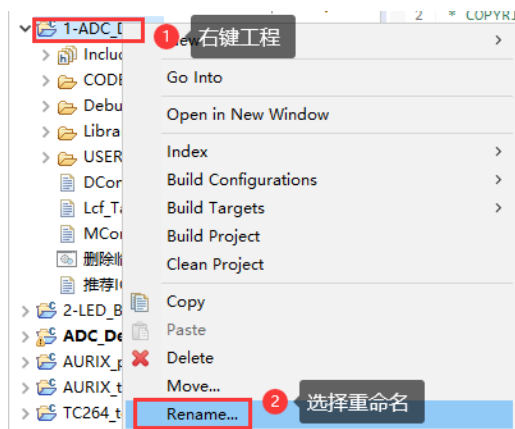 2 * COPYRI
1-ADC_D
1 右键工程
Includ
Go Into
CODE
Debu
Open in New Window
Libra
USER
Index
DCor
Build Configurations
Lcf_Ta
Build Targets
MCon
Build Project
删除临
Clean Project
推荐I
2-LED_B
Copy
ADC_De
Paste
AURIX_p
Delete
AURIX_t
Move...
TC264_t
Rename...
2 选择重命名